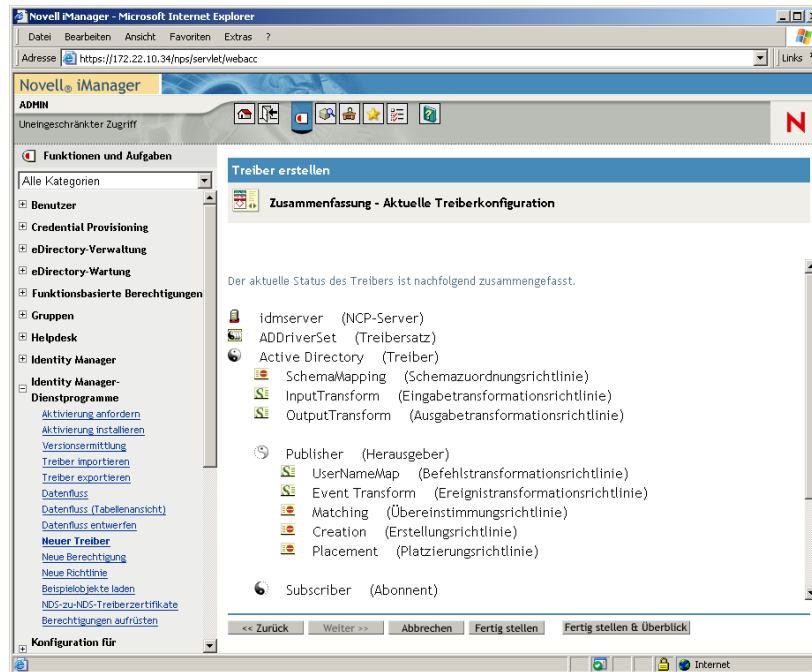 Novell iManager - Microsoft Internet Explorer
Datei Bearbeiten Ansicht Favoriten Extras ?
Adresse https://172.22.10.34/nps/servlet/webacc Links
Novell® iManager
ADMIN
Uneingeschränkter Zugriff
N
Funktionen und Aufgaben
Alle Kategorien
Benutzer
Credential Provisioning
eDirectory-Verwaltung
eDirectory-Wartung
Funktionsbasierte Berechtigungen
Gruppen
Helpdesk
Identity Manager
Identity Manager-
Dienstprogramme
Aktivierung anfordern
Aktivierung installieren
Versionsermittlung
Treiber importieren
Treiber exportieren
Datenfluss
Datenfluss (Tabellenansicht)
Datenfluss entwerfen
Neuer Treiber
Neue Berechtigung
Neue Richtlinie
Beispielobjekte laden
NDS-zu-NDS-Treiberzertifikate
Berechtigungen aufrüsten
Konfiguration für
Treiber erstellen
Zusammenfassung - Aktuelle Treiberkonfiguration
Der aktuelle Status des Treibers ist nachfolgend zusammengefasst.
idmserver (NCP-Server)
ADDriverSet (Treibersatz)
Active Directory (Treiber)
SchemaMapping (Schemazuordnungsrichtlinie)
InputTransform (Eingabetransformationsrichtlinie)
OutputTransform (Ausgabetransformationsrichtlinie)
Publisher (Herausgeber)
UserNameMap (Befehlstransformationsrichtlinie)
Event Transform (Ereignistransformationsrichtlinie)
Matching (Übereinstimmungsrichtlinie)
Creation (Erstellungsrichtlinie)
Placement (Platzierungsrichtlinie)
Subscriber (Abonnent)
<< Zurück Weiter >> Abbrechen Fertig stellen Fertig stellen & Überblick
Internet